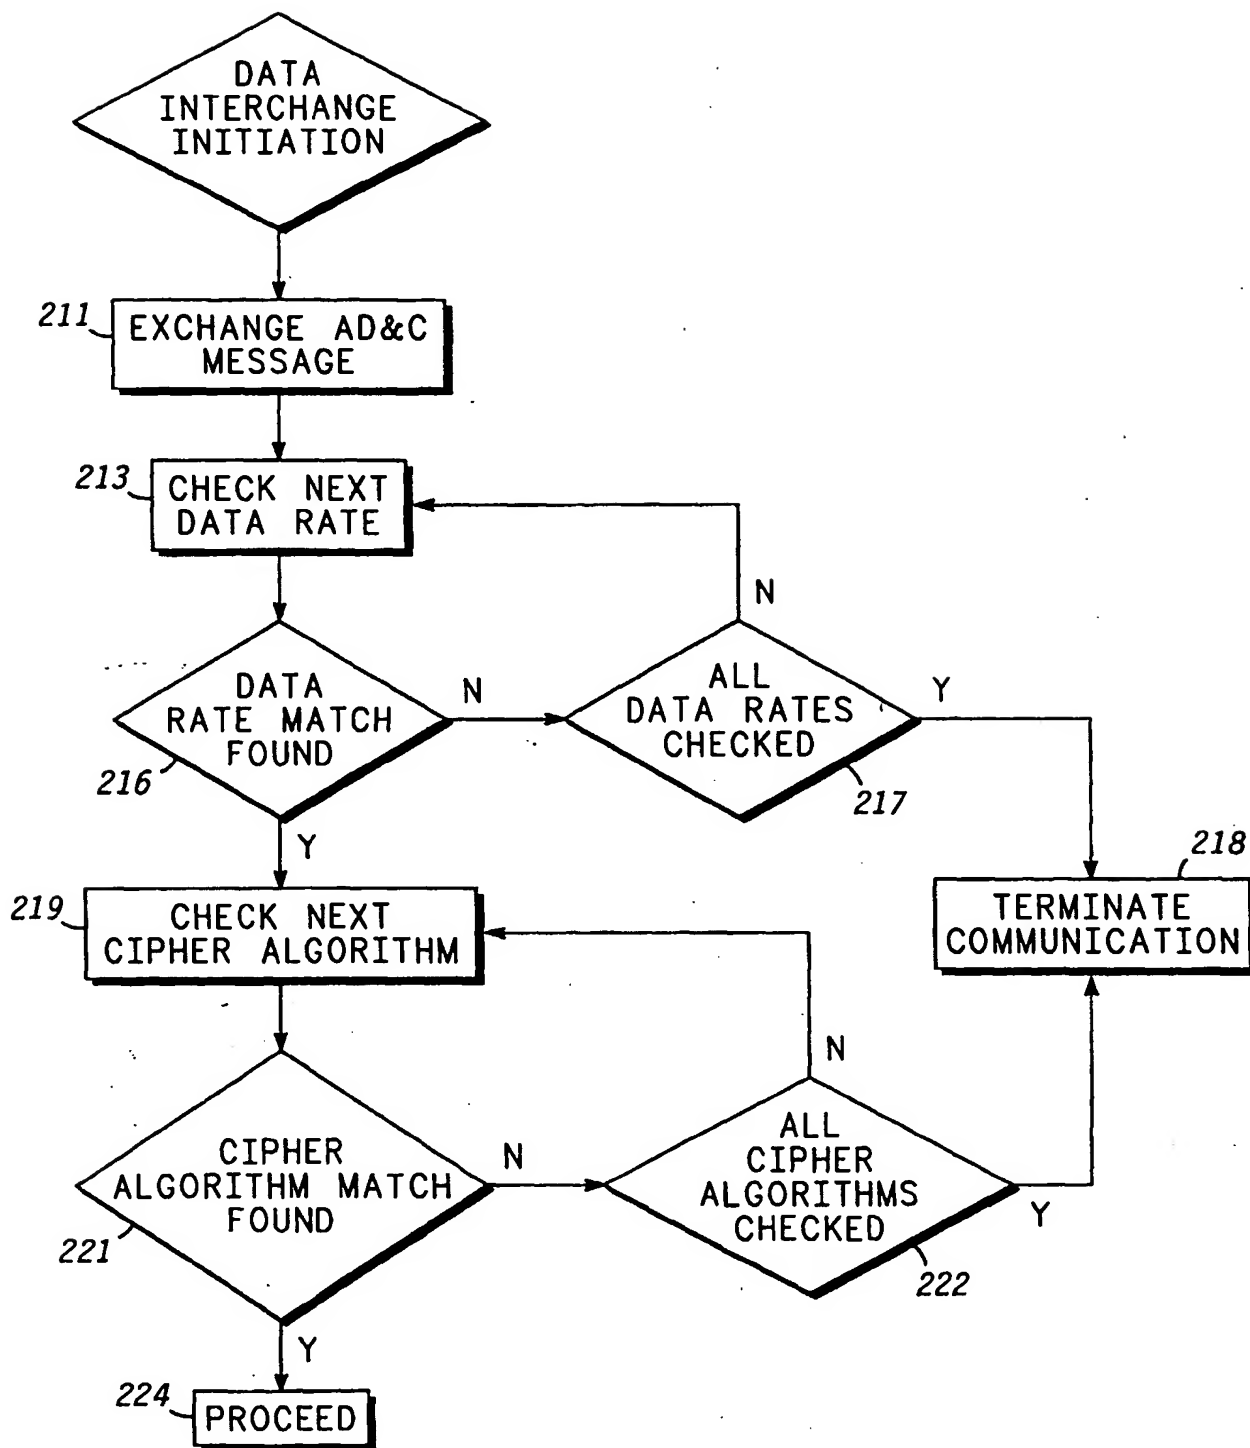 DATA
INTERCHANGE
INITIATION
211
EXCHANGE AD&C
MESSAGE
213
CHECK NEXT
DATA RATE
N
DATA
RATE MATCH
FOUND
216
N
ALL
DATA RATES
CHECKED
217
Y
Y
218
TERMINATE
COMMUNICATION
219
CHECK NEXT
CIPHER ALGORITHM
N
CIPHER
ALGORITHM MATCH
FOUND
221
N
ALL
CIPHER
ALGORITHMS
CHECKED
222
Y
Y
224
PROCEED